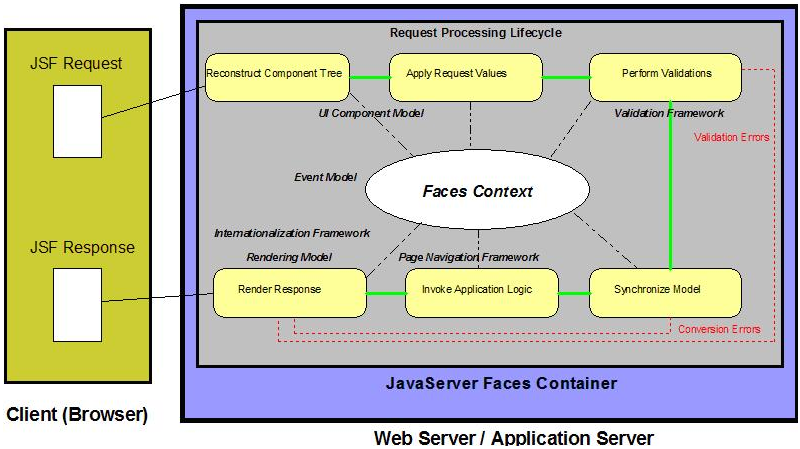 Request Processing Lifecycle
JSF Request
Reconstruct Component Tree
Apply Request Values
Perform Validations
UI Component Model
Validation Framework
Validation Errors
Event Model
Faces Context
Internationalization Framework
JSF Response
Rendering Model
Page Navigation Framework
Render Response
Invoke Application Logic
Synchronize Model
Conversion Errors
JavaServer Faces Container
Client (Browser)
Web Server / Application Server